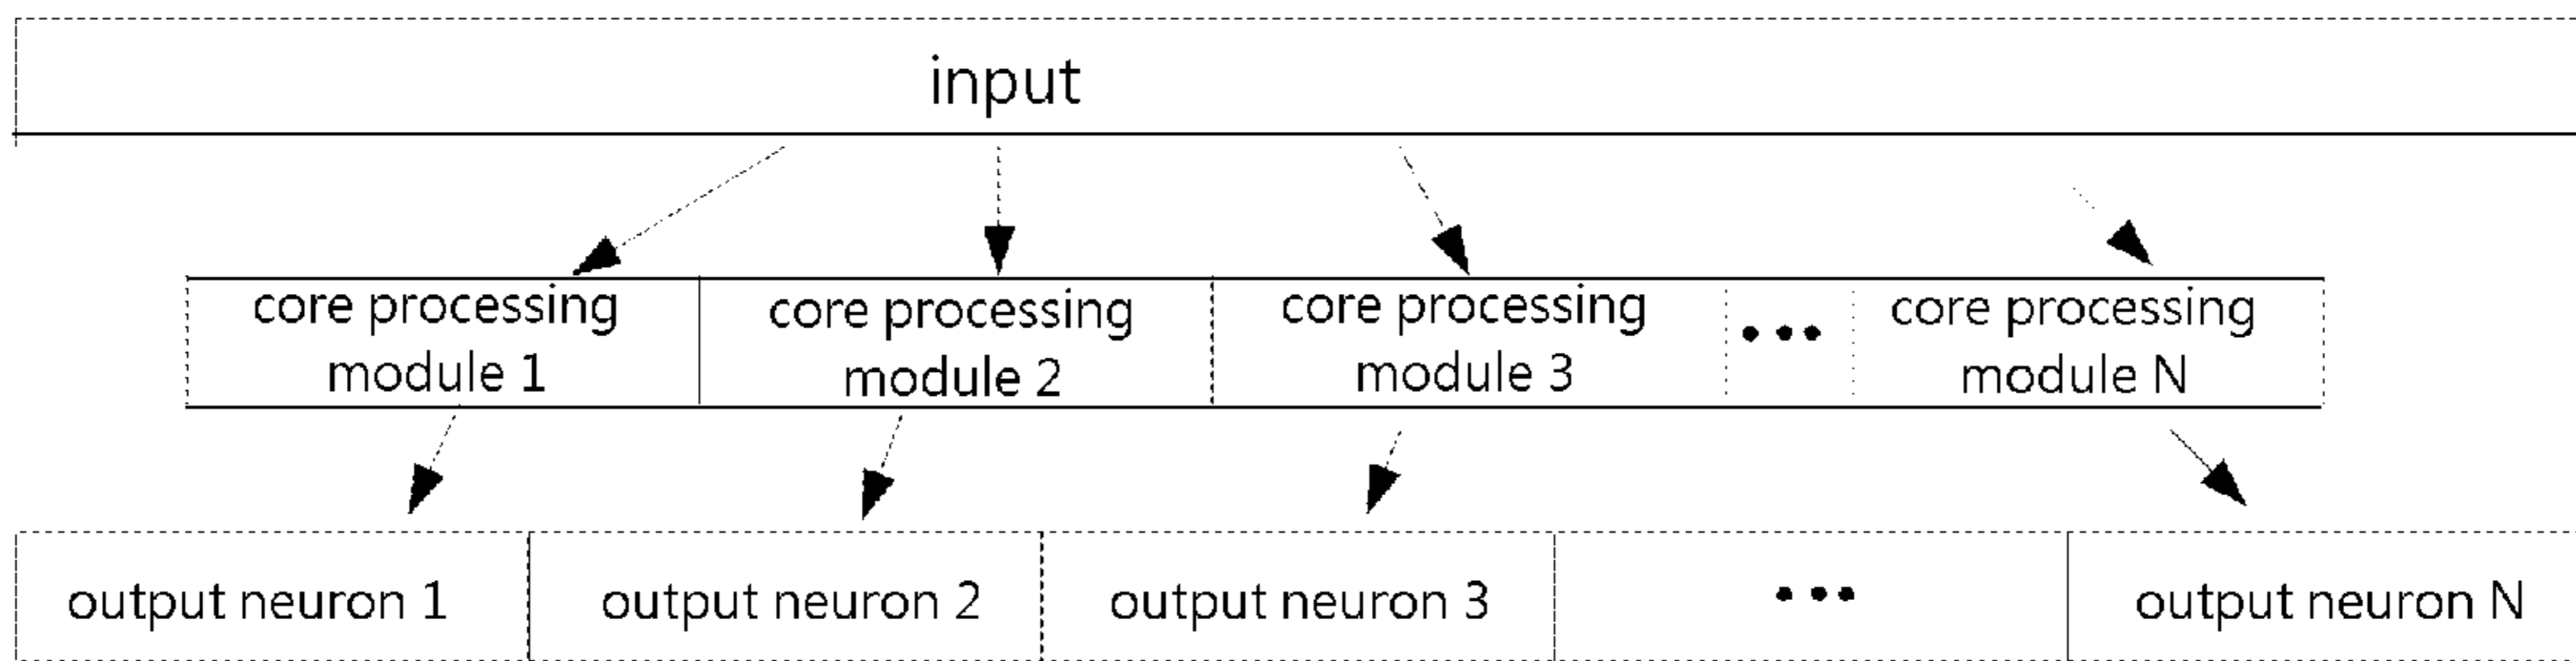 input
core processing
module 1
core processing
module 2
core processing
module 3
•••
core processing
module N
output neuron 1
output neuron 2
output neuron 3
•••
output neuron N